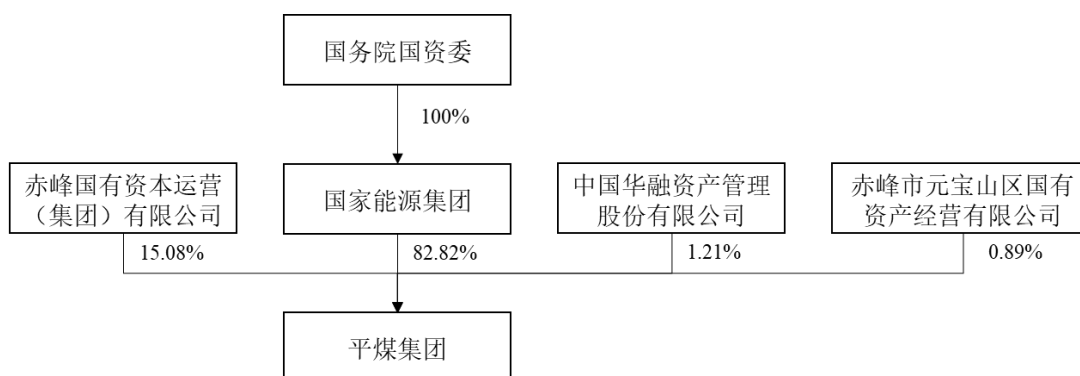 国务院国资委
100%
赤峰国有资本运营
（集团）有限公司
国家能源集团
中国华融资产管理
股份有限公司
赤峰市元宝山区国有
资产经营有限公司
15.08%
82.82%
1.21%
0.89%
平煤集团